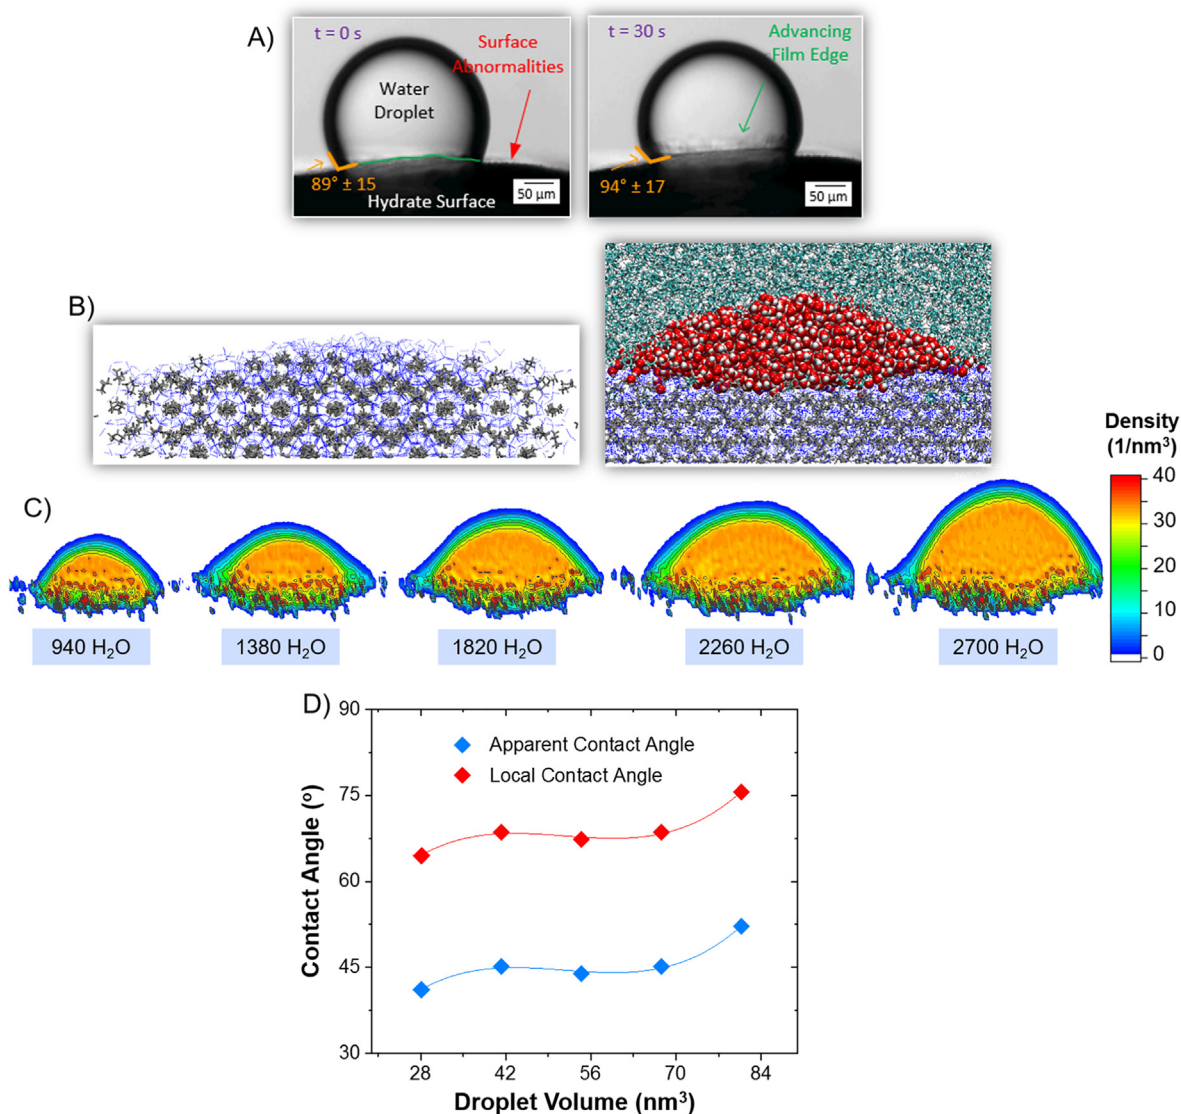 A)
t = 0 s
Surface
Abnormalities
Water
Droplet
89° ± 15
Hydrate Surface
50 µm
t = 30 s
Advancing
Film Edge
94° ± 17
50 µm
B)
C)
Density
(1/nm³)
40
30
20
10
0
940 H₂O
1380 H₂O
1820 H₂O
2260 H₂O
2700 H₂O
D)
90
75
60
45
30
Contact Angle (°)
Apparent Contact Angle
Local Contact Angle
28 42 56 70 84
Droplet Volume (nm³)